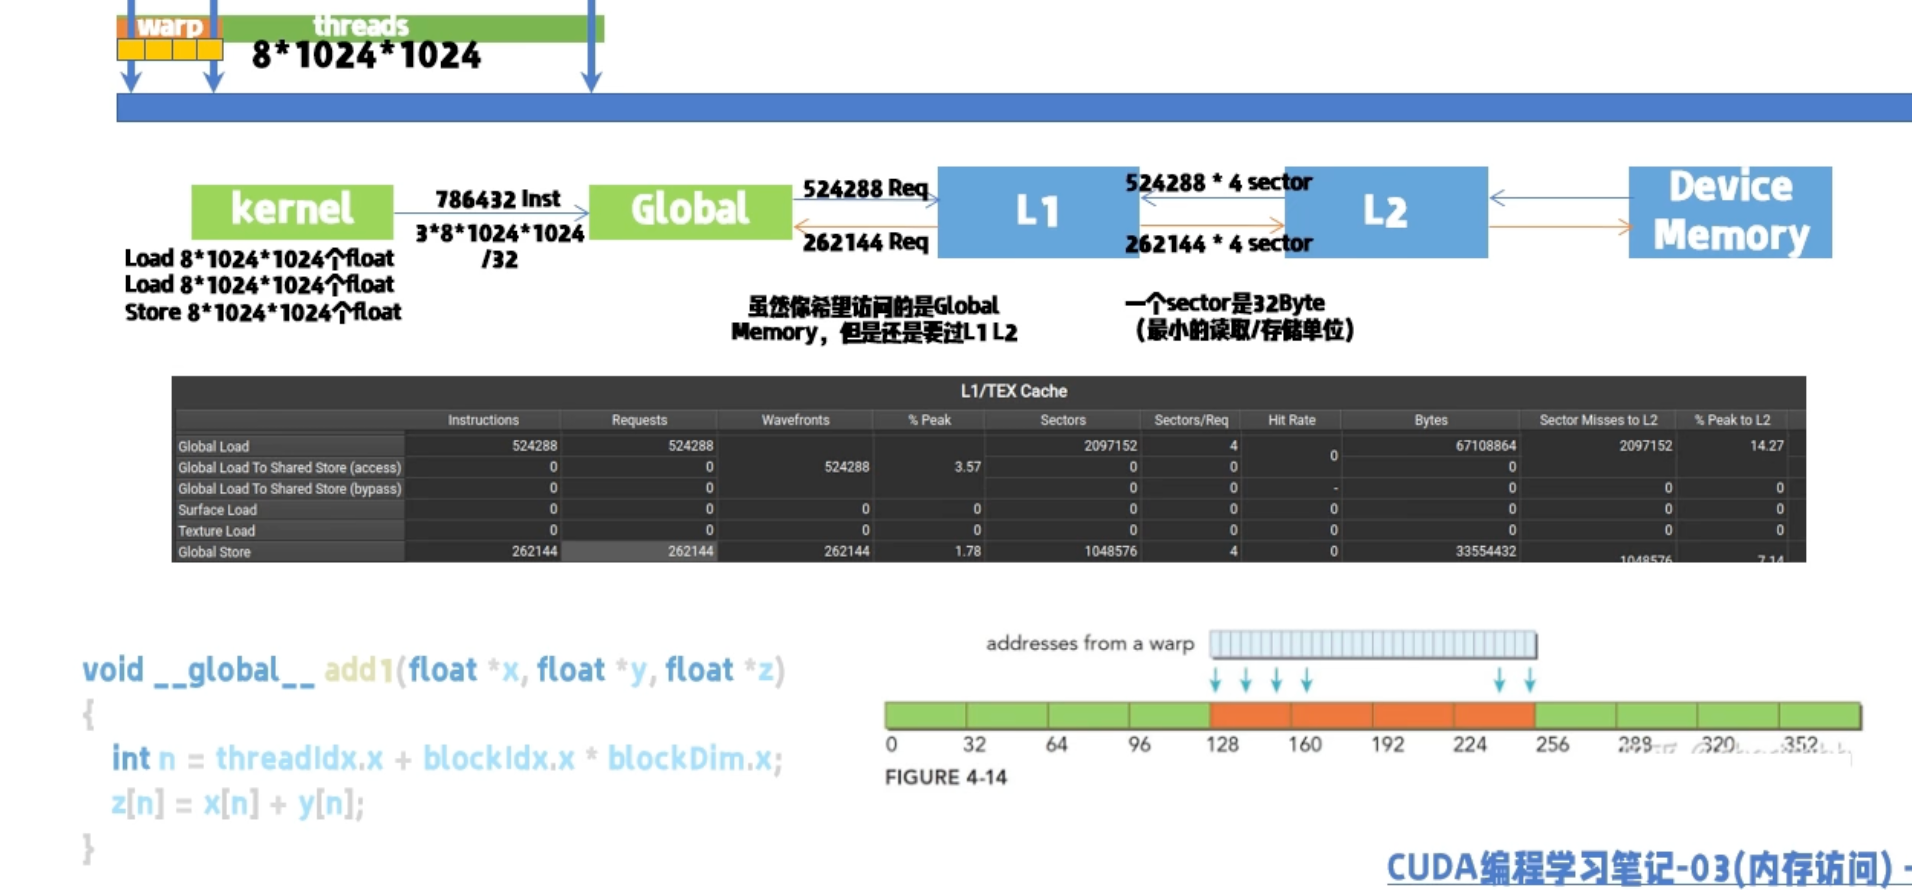 warp threads
8*1024*1024
kernel
786432 Inst
3*8*1024*1024
/32
Global
524288 Req
262144 Req
L1
524288 * 4 sector
262144 * 4 sector
L2
Device
Memory
Load 8*1024*1024个float
Load 8*1024*1024个float
Store 8*1024*1024个float
虽然你希望访问的是Global
Memory，但是还是要过L1 L2
一个sector是32Byte
（最小的读取/存储单位）
L1/TEX Cache
Instructions Requests Wavefronts % Peak Sectors Sectors/Req Hit Rate Bytes Sector Misses to L2 % Peak to L2
Global Load 524288 524288 2097152 4 0 67108864 2097152 14.27
Global Load To Shared Store (access) 0 0 524288 3.57 0 0 0
Global Load To Shared Store (bypass) 0 0 0 0 - 0 0 0
Surface Load 0 0 0 0 0 0 0 0 0 0
Texture Load 0 0 0 0 0 0 0 0 0 0
Global Store 262144 262144 262144 1.78 1048576 4 0 33554432 1048576 7.14
void __global__ add1(float *x, float *y, float *z)
{
int n = threadIdx.x + blockIdx.x * blockDim.x;
z[n] = x[n] + y[n];
}
addresses from a warp
0 32 64 96 128 160 192 224 256 288 320 352
FIGURE 4-14
CUDA编程学习笔记-03(内存访问) -